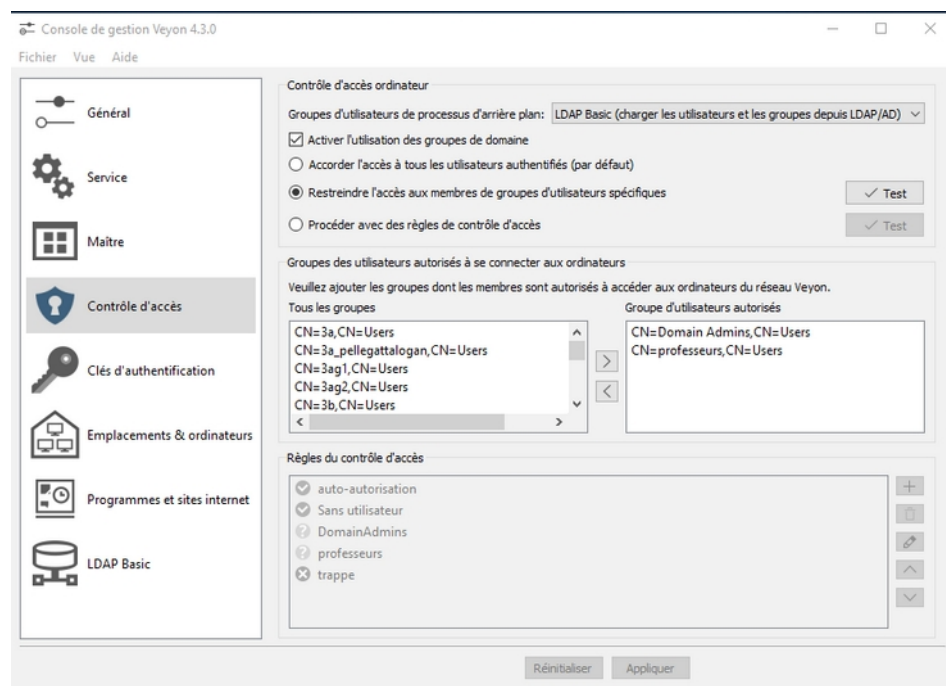 Console de gestion Veyon 4.3.0
Fichier Vue Aide
Général
Service
Maître
Contrôle d'accès
Clés d'authentification
Emplacements & ordinateurs
Programmes et sites internet
LDAP Basic
Contrôle d'accès ordinateur
Groupes d'utilisateurs de processus d'arrière plan: LDAP Basic (charger les utilisateurs et les groupes depuis LDAP/AD)
Activer l'utilisation des groupes de domaine
Accorder l'accès à tous les utilisateurs authentifiés (par défaut)
Restreindre l'accès aux membres de groupes d'utilisateurs spécifiques Test
Procéder avec des règles de contrôle d'accès Test
Groupes des utilisateurs autorisés à se connecter aux ordinateurs
Veuillez ajouter les groupes dont les membres sont autorisés à accéder aux ordinateurs du réseau Veyon.
Tous les groupes
CN=3a,CN=Users
CN=3a_pellegattalogan,CN=Users
CN=3ag1,CN=Users
CN=3ag2,CN=Users
CN=3b,CN=Users
Groupe d'utilisateurs autorisés
CN=Domain Admins,CN=Users
CN=professeurs,CN=Users
Règles du contrôle d'accès
auto-autorisation
Sans utilisateur
DomainAdmins
professeurs
trappe
Réinitialiser Appliquer